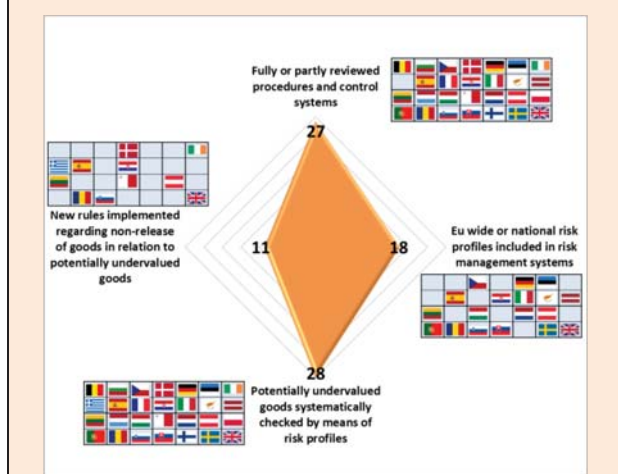 Fully or partly reviewed
procedures and control
systems
27
New rules implemented
regarding non-release
of goods in relation to
potentially undervalued
goods
11
18
Eu wide or national risk
profiles included in risk
management systems
28
Potentially undervalued
goods systematically
checked by means of
risk profiles